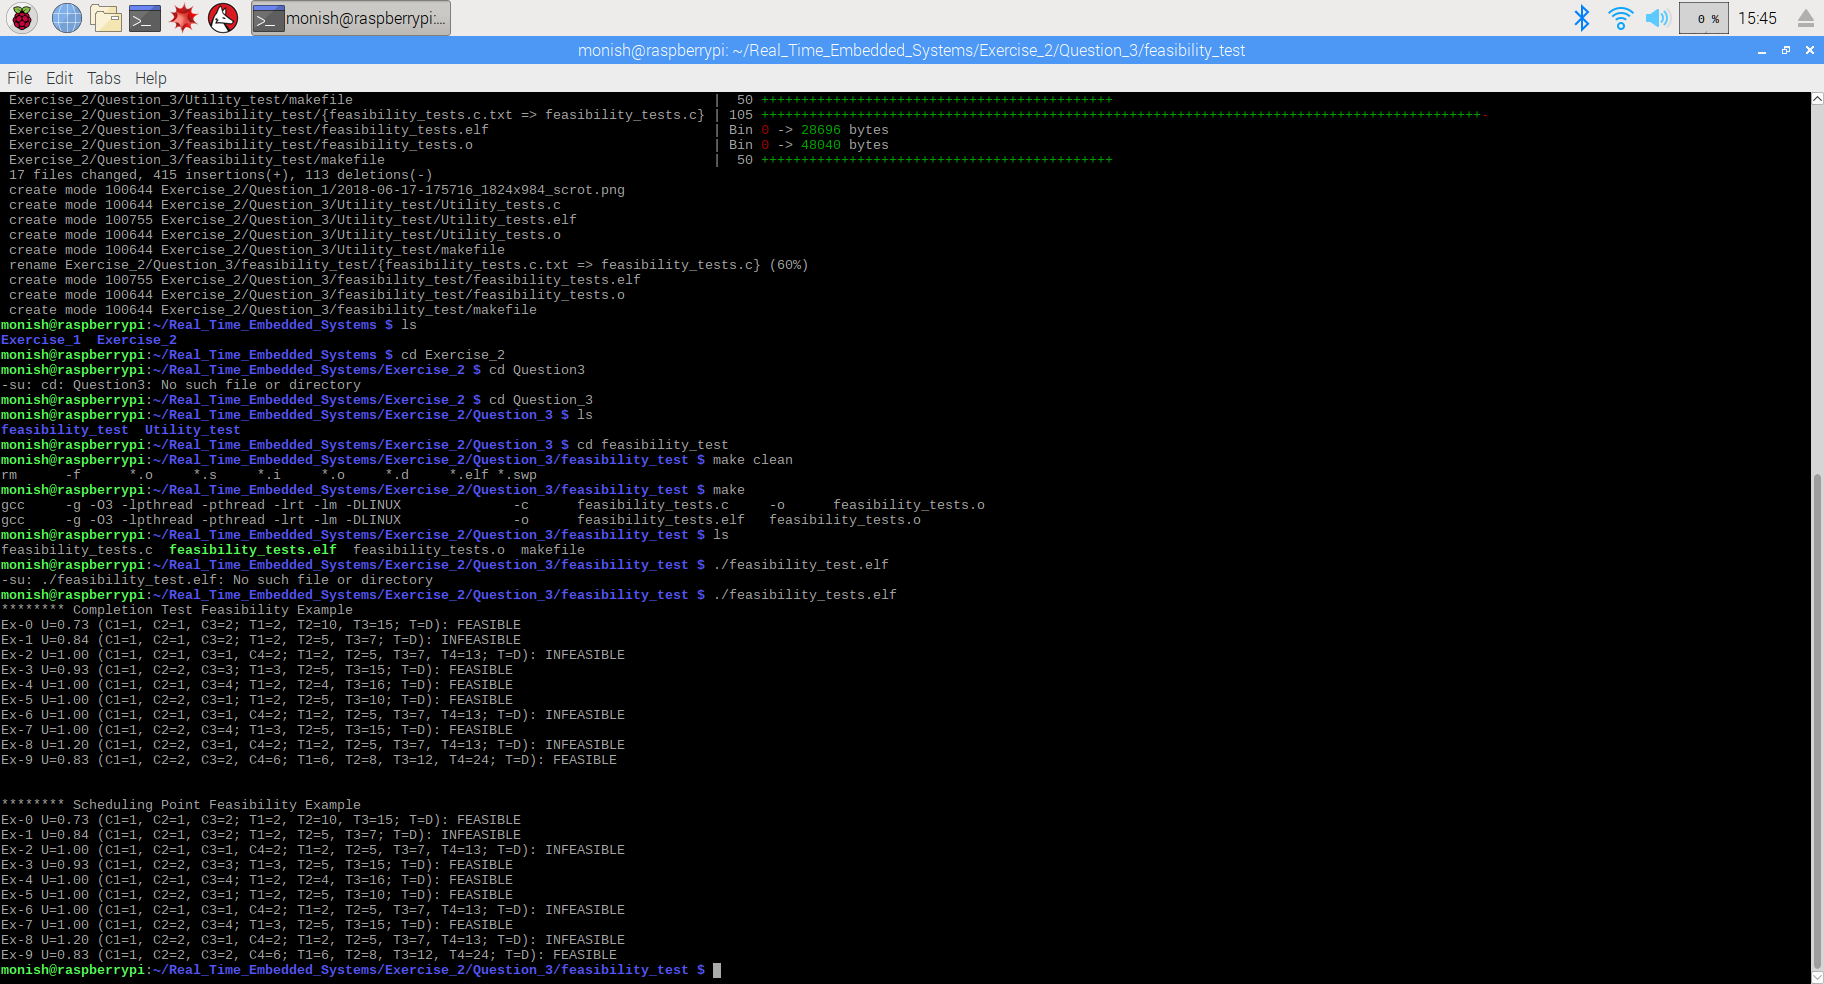 monish@raspberrypi:... 0 % 15:45
monish@raspberrypi: ~/Real_Time_Embedded_Systems/Exercise_2/Question_3/feasibility_test
File Edit Tabs Help
Exercise_2/Question_3/Utility_test/makefile | 50 ++++++++++++++++++++++++++++++++++++++++++++
Exercise_2/Question_3/feasibility_test/{feasibility_tests.c.txt => feasibility_tests.c} | 105 ++++++++++++++++++++++++++++++++++++++++++++++++++++++++++++++++++++++++++++++++++++++++++-
Exercise_2/Question_3/feasibility_test/feasibility_tests.elf | Bin 0 -> 28696 bytes
Exercise_2/Question_3/feasibility_test/feasibility_tests.o | Bin 0 -> 48040 bytes
Exercise_2/Question_3/feasibility_test/makefile | 50 ++++++++++++++++++++++++++++++++++++++++++++
17 files changed, 415 insertions(+), 113 deletions(-)
create mode 100644 Exercise_2/Question_1/2018-06-17-175716_1824x984_scrot.png
create mode 100644 Exercise_2/Question_3/Utility_test/Utility_tests.c
create mode 100755 Exercise_2/Question_3/Utility_test/Utility_tests.elf
create mode 100644 Exercise_2/Question_3/Utility_test/Utility_tests.o
create mode 100644 Exercise_2/Question_3/Utility_test/makefile
rename Exercise_2/Question_3/feasibility_test/{feasibility_tests.c.txt => feasibility_tests.c} (60%)
create mode 100755 Exercise_2/Question_3/feasibility_test/feasibility_tests.elf
create mode 100644 Exercise_2/Question_3/feasibility_test/feasibility_tests.o
create mode 100644 Exercise_2/Question_3/feasibility_test/makefile
monish@raspberrypi:~/Real_Time_Embedded_Systems $ ls
Exercise_1 Exercise_2
monish@raspberrypi:~/Real_Time_Embedded_Systems $ cd Exercise_2
monish@raspberrypi:~/Real_Time_Embedded_Systems/Exercise_2 $ cd Question3
-su: cd: Question3: No such file or directory
monish@raspberrypi:~/Real_Time_Embedded_Systems/Exercise_2 $ cd Question_3
monish@raspberrypi:~/Real_Time_Embedded_Systems/Exercise_2/Question_3 $ ls
feasibility_test Utility_test
monish@raspberrypi:~/Real_Time_Embedded_Systems/Exercise_2/Question_3 $ cd feasibility_test
monish@raspberrypi:~/Real_Time_Embedded_Systems/Exercise_2/Question_3/feasibility_test $ make clean
rm -f *.o *.s *.i *.o *.d *.elf *.swp
monish@raspberrypi:~/Real_Time_Embedded_Systems/Exercise_2/Question_3/feasibility_test $ make
gcc -g -O3 -lpthread -pthread -lrt -lm -DLINUX -c feasibility_tests.c -o feasibility_tests.o
gcc -g -O3 -lpthread -pthread -lrt -lm -DLINUX -o feasibility_tests.elf feasibility_tests.o
monish@raspberrypi:~/Real_Time_Embedded_Systems/Exercise_2/Question_3/feasibility_test $ ls
feasibility_tests.c feasibility_tests.elf feasibility_tests.o makefile
monish@raspberrypi:~/Real_Time_Embedded_Systems/Exercise_2/Question_3/feasibility_test $ ./feasibility_test.elf
-su: ./feasibility_test.elf: No such file or directory
monish@raspberrypi:~/Real_Time_Embedded_Systems/Exercise_2/Question_3/feasibility_test $ ./feasibility_tests.elf
******** Completion Test Feasibility Example
Ex-0 U=0.73 (C1=1, C2=1, C3=2; T1=2, T2=10, T3=15; T=D): FEASIBLE
Ex-1 U=0.84 (C1=1, C2=1, C3=2; T1=2, T2=5, T3=7; T=D): INFEASIBLE
Ex-2 U=1.00 (C1=1, C2=1, C3=1, C4=2; T1=2, T2=5, T3=7, T4=13; T=D): INFEASIBLE
Ex-3 U=0.93 (C1=1, C2=2, C3=3; T1=3, T2=5, T3=15; T=D): FEASIBLE
Ex-4 U=1.00 (C1=1, C2=1, C3=4; T1=2, T2=4, T3=16; T=D): FEASIBLE
Ex-5 U=1.00 (C1=1, C2=2, C3=1; T1=2, T2=5, T3=10; T=D): FEASIBLE
Ex-6 U=1.00 (C1=1, C2=1, C3=1, C4=2; T1=2, T2=5, T3=7, T4=13; T=D): INFEASIBLE
Ex-7 U=1.00 (C1=1, C2=2, C3=4; T1=3, T2=5, T3=15; T=D): FEASIBLE
Ex-8 U=1.20 (C1=1, C2=2, C3=1, C4=2; T1=2, T2=5, T3=7, T4=13; T=D): INFEASIBLE
Ex-9 U=0.83 (C1=1, C2=2, C3=2, C4=6; T1=6, T2=8, T3=12, T4=24; T=D): FEASIBLE
******** Scheduling Point Feasibility Example
Ex-0 U=0.73 (C1=1, C2=1, C3=2; T1=2, T2=10, T3=15; T=D): FEASIBLE
Ex-1 U=0.84 (C1=1, C2=1, C3=2; T1=2, T2=5, T3=7; T=D): INFEASIBLE
Ex-2 U=1.00 (C1=1, C2=1, C3=1, C4=2; T1=2, T2=5, T3=7, T4=13; T=D): INFEASIBLE
Ex-3 U=0.93 (C1=1, C2=2, C3=3; T1=3, T2=5, T3=15; T=D): FEASIBLE
Ex-4 U=1.00 (C1=1, C2=1, C3=4; T1=2, T2=4, T3=16; T=D): FEASIBLE
Ex-5 U=1.00 (C1=1, C2=2, C3=1; T1=2, T2=5, T3=10; T=D): FEASIBLE
Ex-6 U=1.00 (C1=1, C2=1, C3=1, C4=2; T1=2, T2=5, T3=7, T4=13; T=D): INFEASIBLE
Ex-7 U=1.00 (C1=1, C2=2, C3=4; T1=3, T2=5, T3=15; T=D): FEASIBLE
Ex-8 U=1.20 (C1=1, C2=2, C3=1, C4=2; T1=2, T2=5, T3=7, T4=13; T=D): INFEASIBLE
Ex-9 U=0.83 (C1=1, C2=2, C3=2, C4=6; T1=6, T2=8, T3=12, T4=24; T=D): FEASIBLE
monish@raspberrypi:~/Real_Time_Embedded_Systems/Exercise_2/Question_3/feasibility_test $